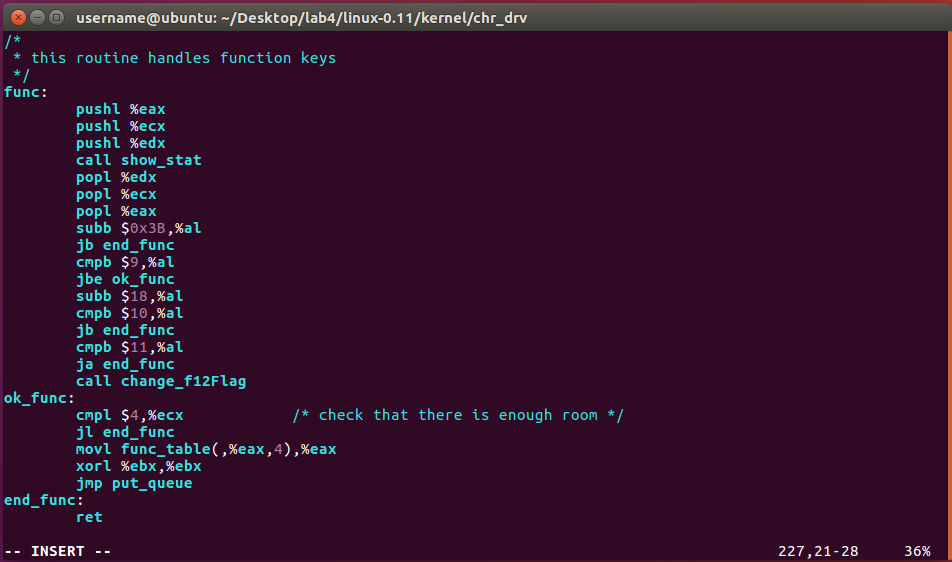 username@ubuntu: ~/Desktop/lab4/linux-0.11/kernel/chr_drv
/*
 * this routine handles function keys
 */
func:
        pushl %eax
        pushl %ecx
        pushl %edx
        call show_stat
        popl %edx
        popl %ecx
        popl %eax
        subb $0x3B,%al
        jb end_func
        cmpb $9,%al
        jbe ok_func
        subb $18,%al
        cmpb $10,%al
        jb end_func
        cmpb $11,%al
        ja end_func
        call change_f12Flag
ok_func:
        cmpl $4,%ecx            /* check that there is enough room */
        jl end_func
        movl func_table(,%eax,4),%eax
        xorl %ebx,%ebx
        jmp put_queue
end_func:
        ret
-- INSERT -- 227,21-28 36%